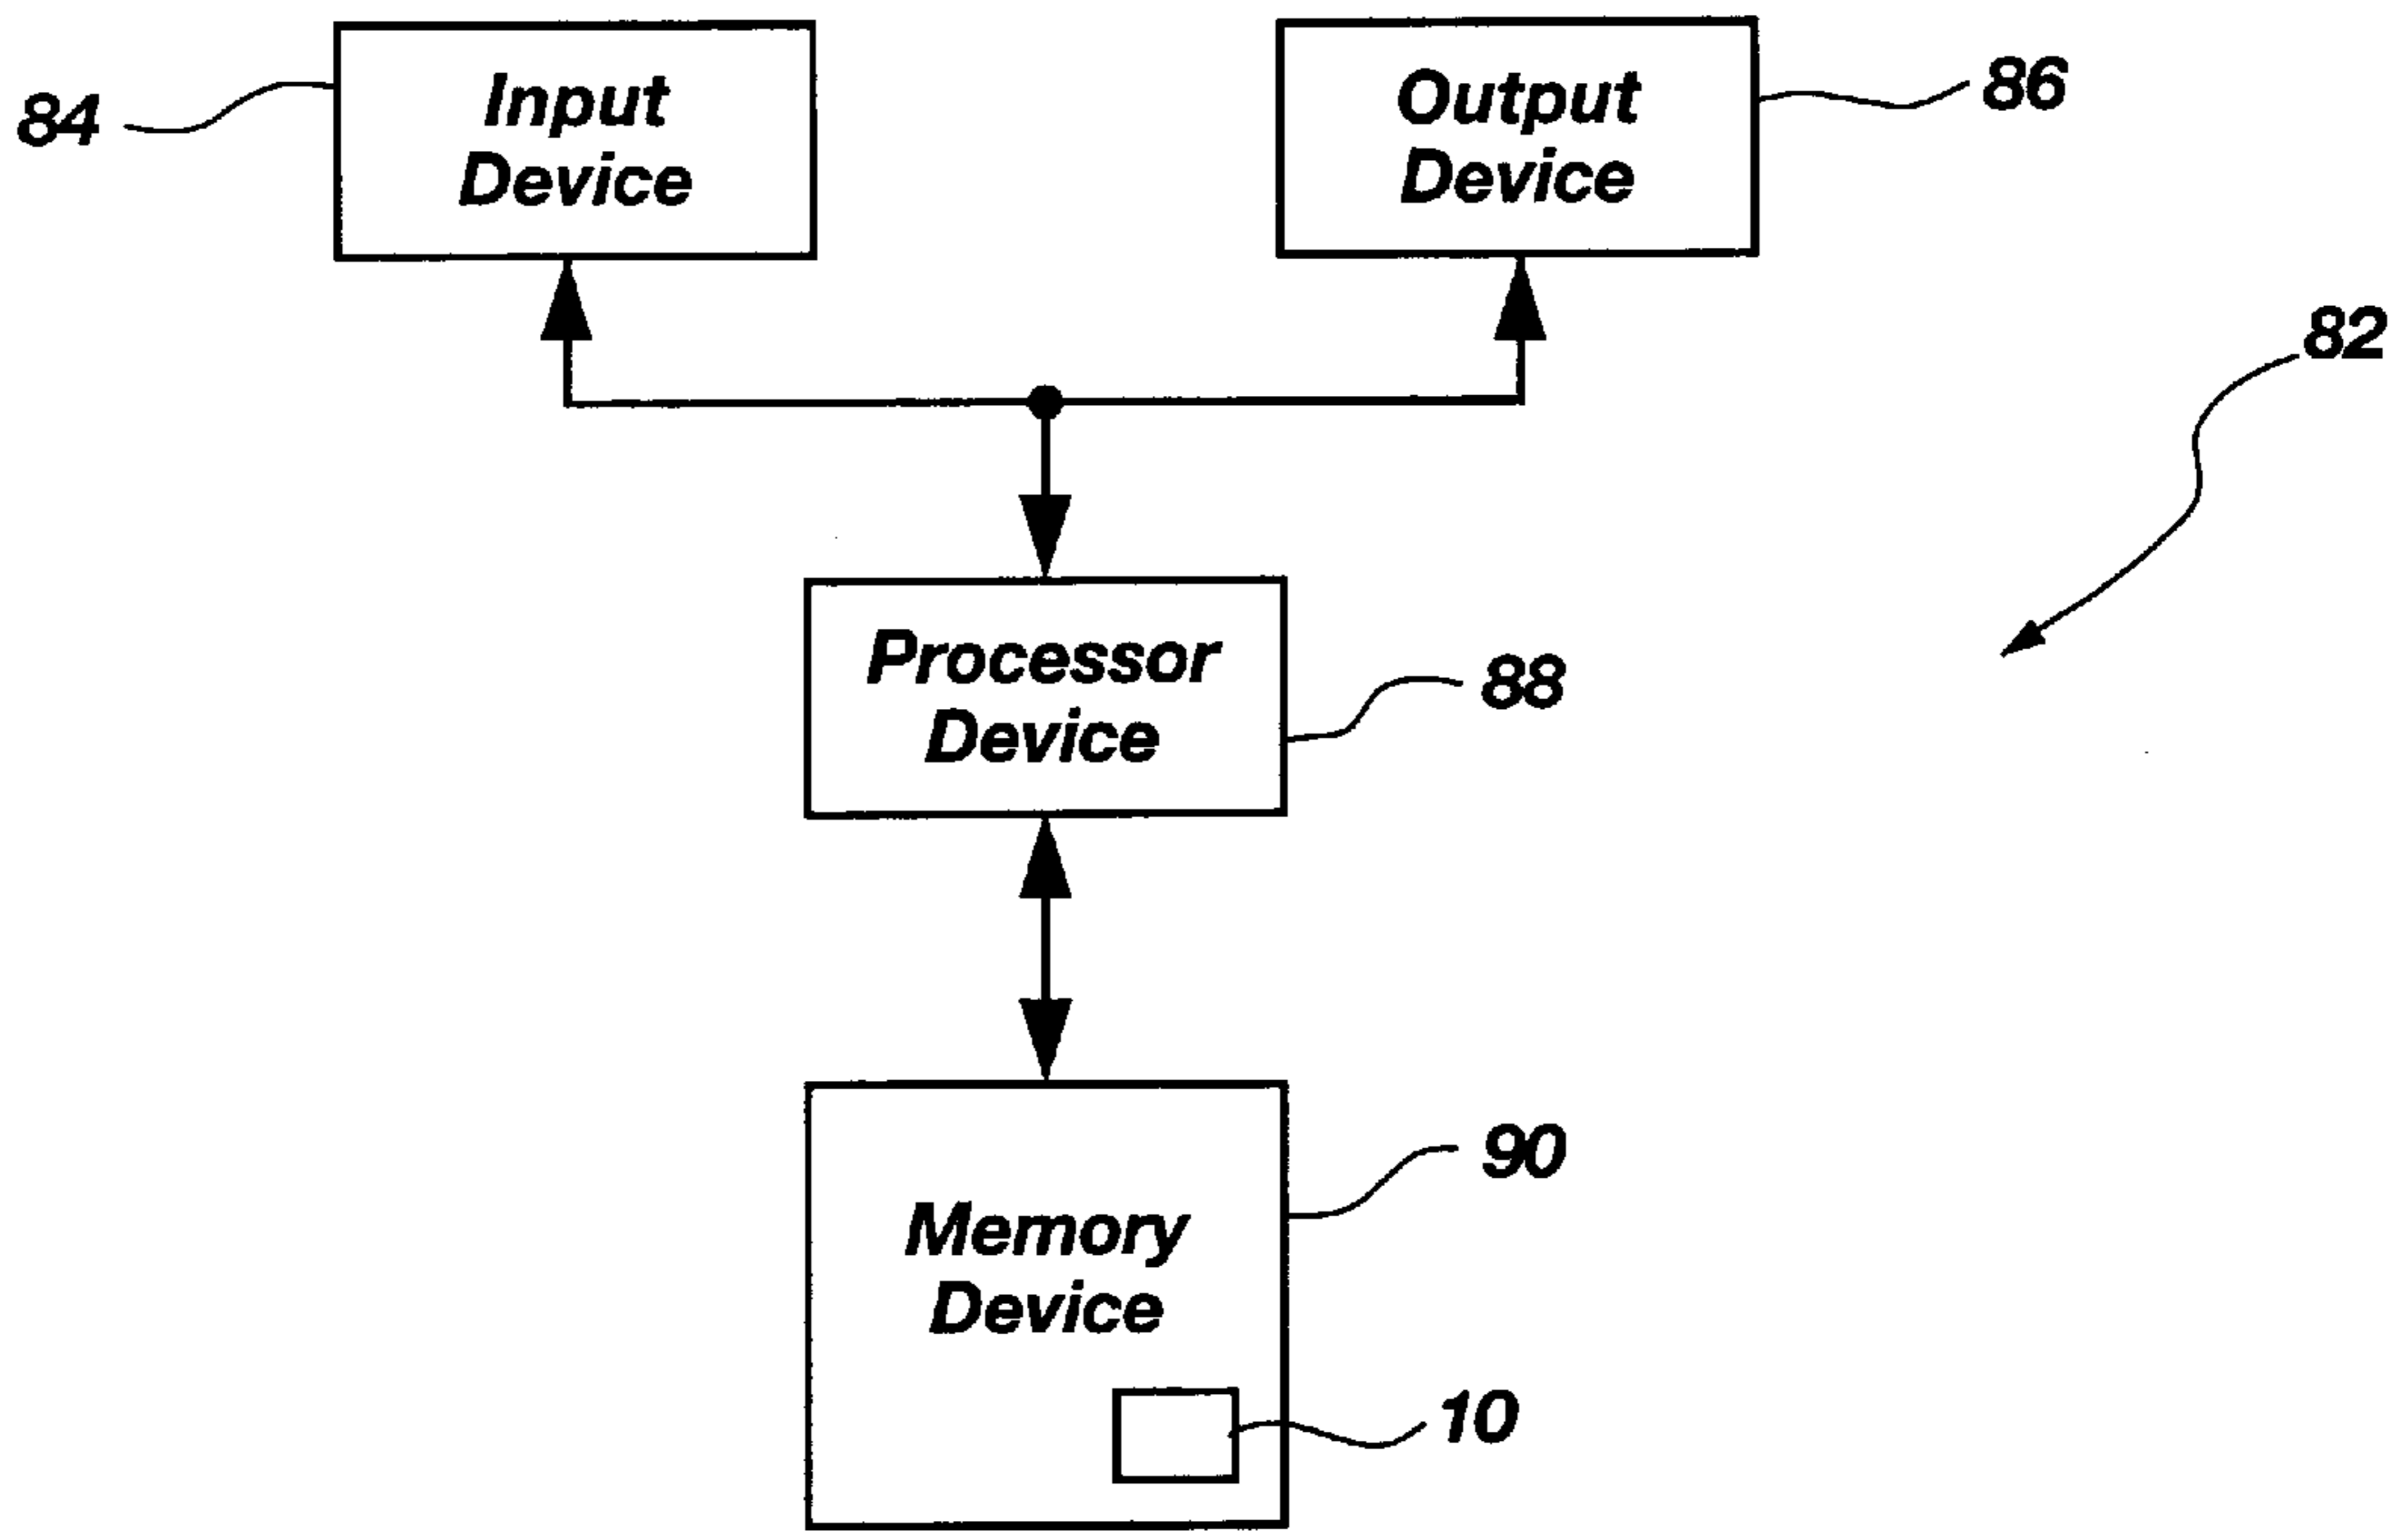 84
Input
Device
Output
Device
86
82
Processor
Device
88
90
Memory
Device
10